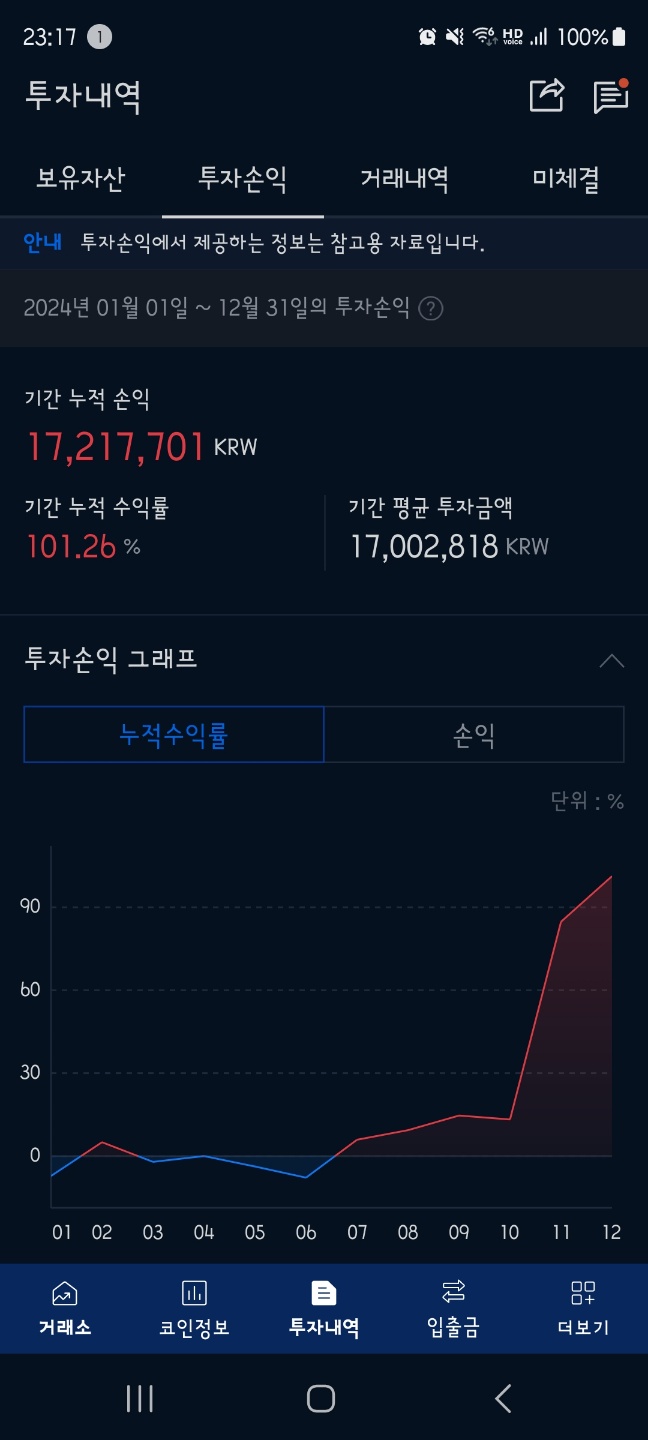 23:17 1 HD voice 100%
투자내역
보유자산 투자손익 거래내역 미체결
안내 투자손익에서 제공하는 정보는 참고용 자료입니다.
2024년 01월 01일 ~ 12월 31일의 투자손익 ?
기간 누적 손익
17,217,701 KRW
기간 누적 수익률 기간 평균 투자금액
101.26 % 17,002,818 KRW
투자손익 그래프
누적수익률 손익
단위 : %
90
60
30
0
01 02 03 04 05 06 07 08 09 10 11 12
거래소 코인정보 투자내역 입출금 더보기